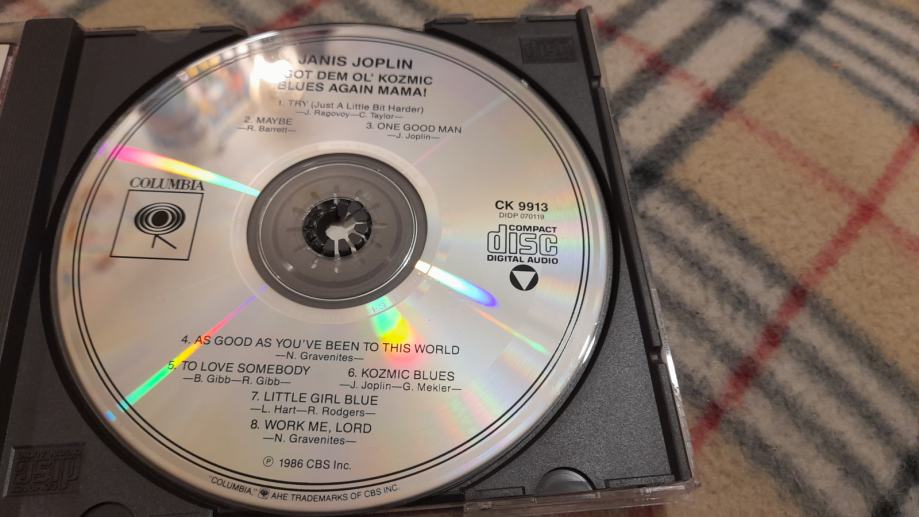 JANIS JOPLIN
GOT DEM OL' KOZMIC
BLUES AGAIN MAMA!
1. TRY (Just A Little Bit Harder)
—J. Ragovoy—C. Taylor—
2. MAYBE
—R. Barrett—
3. ONE GOOD MAN
—J. Joplin—
COLUMBIA
CK 9913
DIDP 070119
COMPACT
disc
DIGITAL AUDIO
4. AS GOOD AS YOU'VE BEEN TO THIS WORLD
—N. Gravenites—
5. TO LOVE SOMEBODY
—B. Gibb—R. Gibb—
6. KOZMIC BLUES
—J. Joplin—G. Mekler—
7. LITTLE GIRL BLUE
—L. Hart—R. Rodgers—
8. WORK ME, LORD
—N. Gravenites—
℗ 1986 CBS Inc.
"COLUMBIA," ARE TRADEMARKS OF CBS INC.
disc